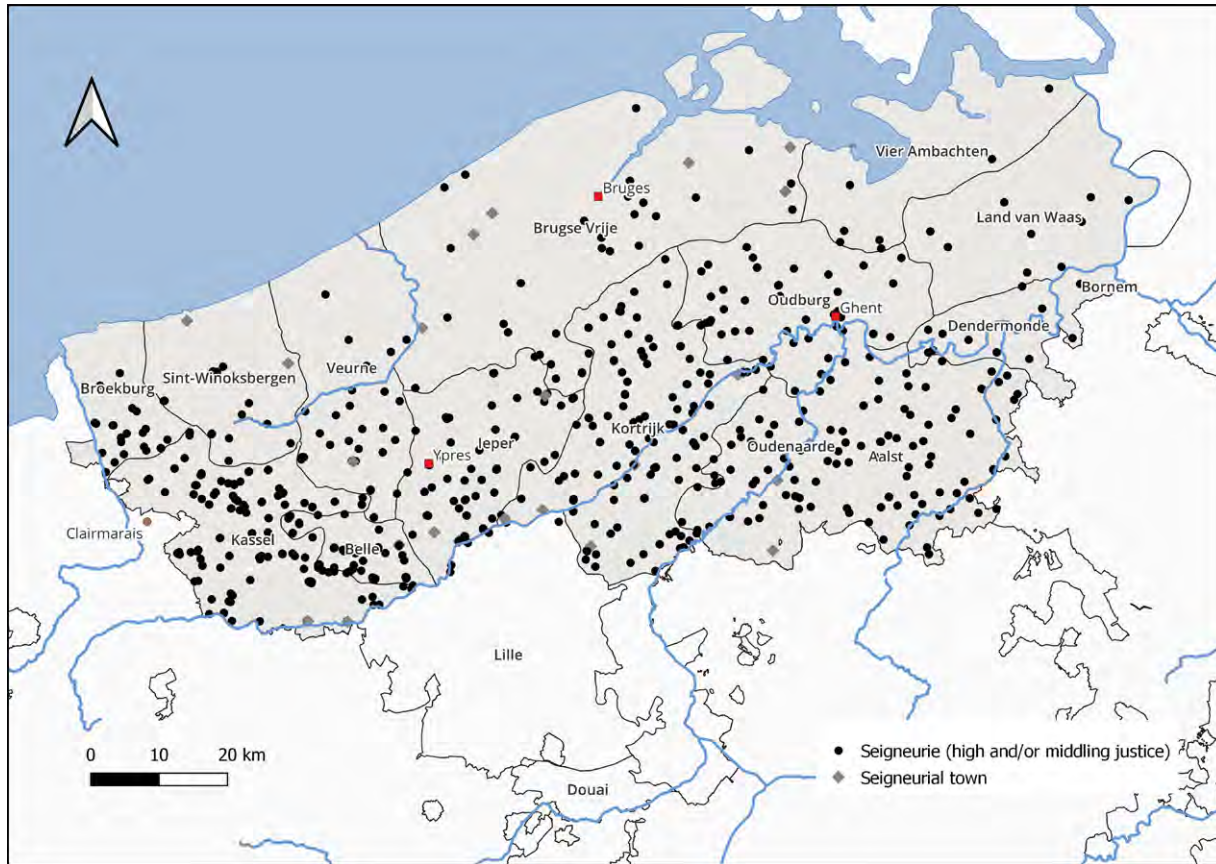 Vier Ambachten
Bruges
Land van Waas
Brugse Vrije
Bornem
Oudburg
Ghent
Dendermonde
Veurne
Sint-Winoksbergen
Broekburg
Kortrijk
Ieper
Oudenaarde
Aalst
Ypres
Clairmarais
Kassel
Belle
Lille
0 10 20 km
Seigneurie (high and/or middling justice)
Seigneurial town
Douai